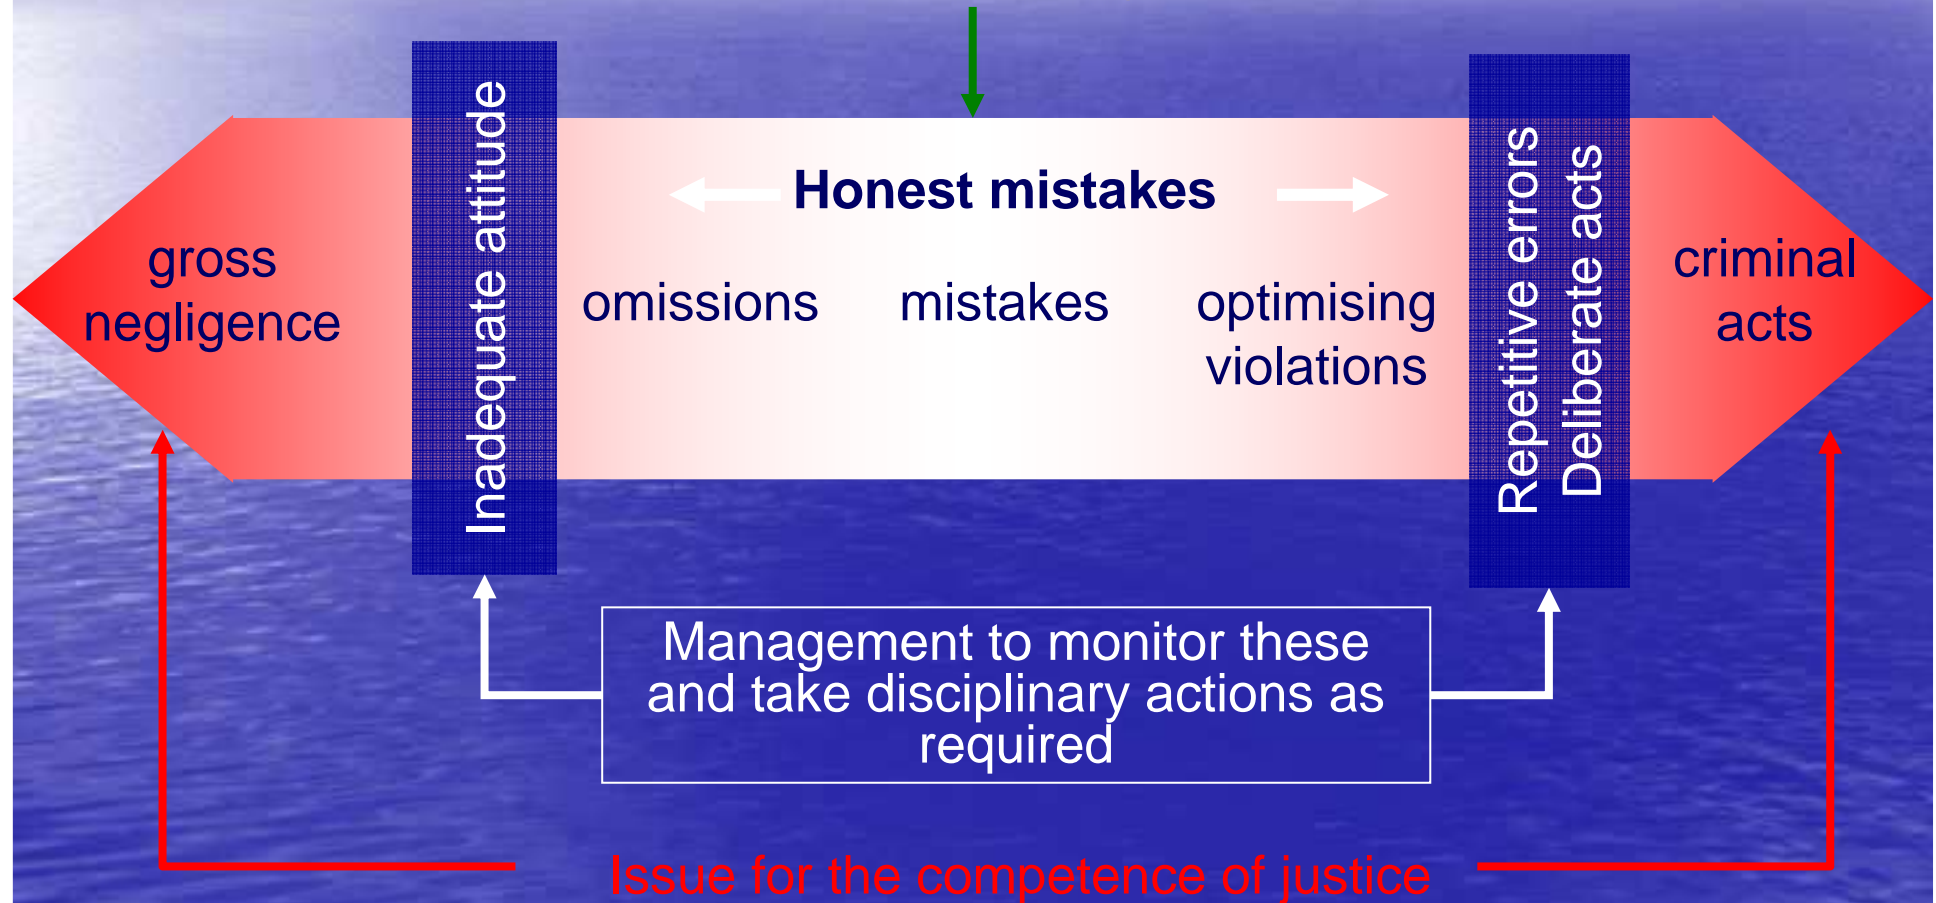 Honest mistakes
gross
negligence
Inadequate attitude
omissions
mistakes
optimising
violations
Repetitive errors
Deliberate acts
criminal
acts
Management to monitor these
and take disciplinary actions as
required
Issue for the competence of justice